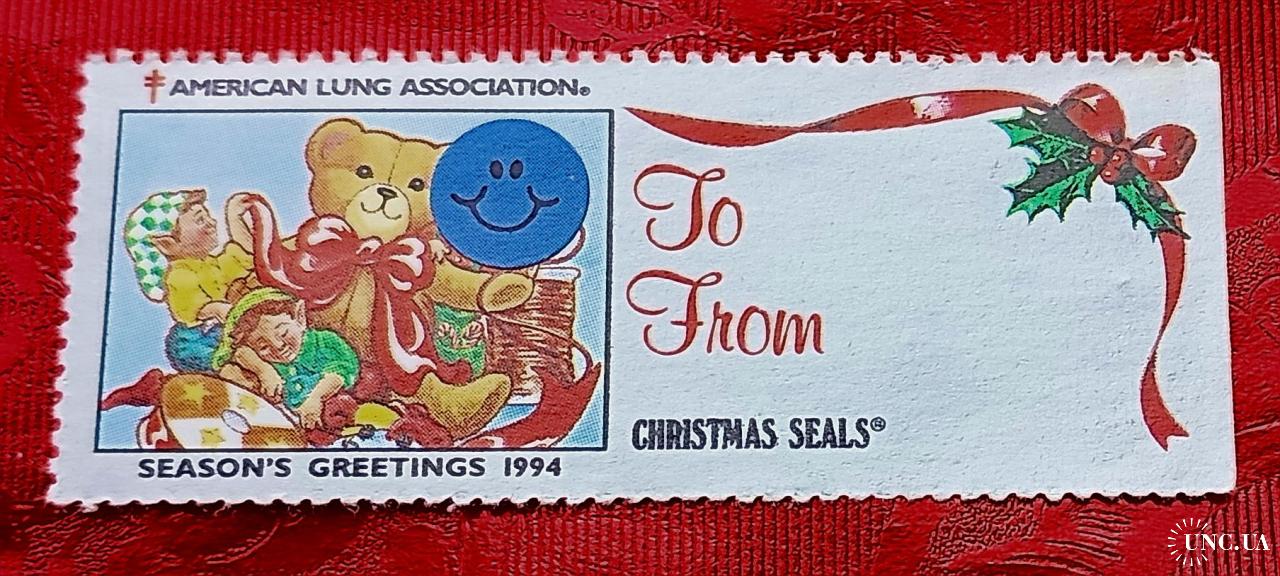 AMERICAN LUNG ASSOCIATION®
To
From
CHRISTMAS SEALS®
SEASON'S GREETINGS 1994
UNC.UA